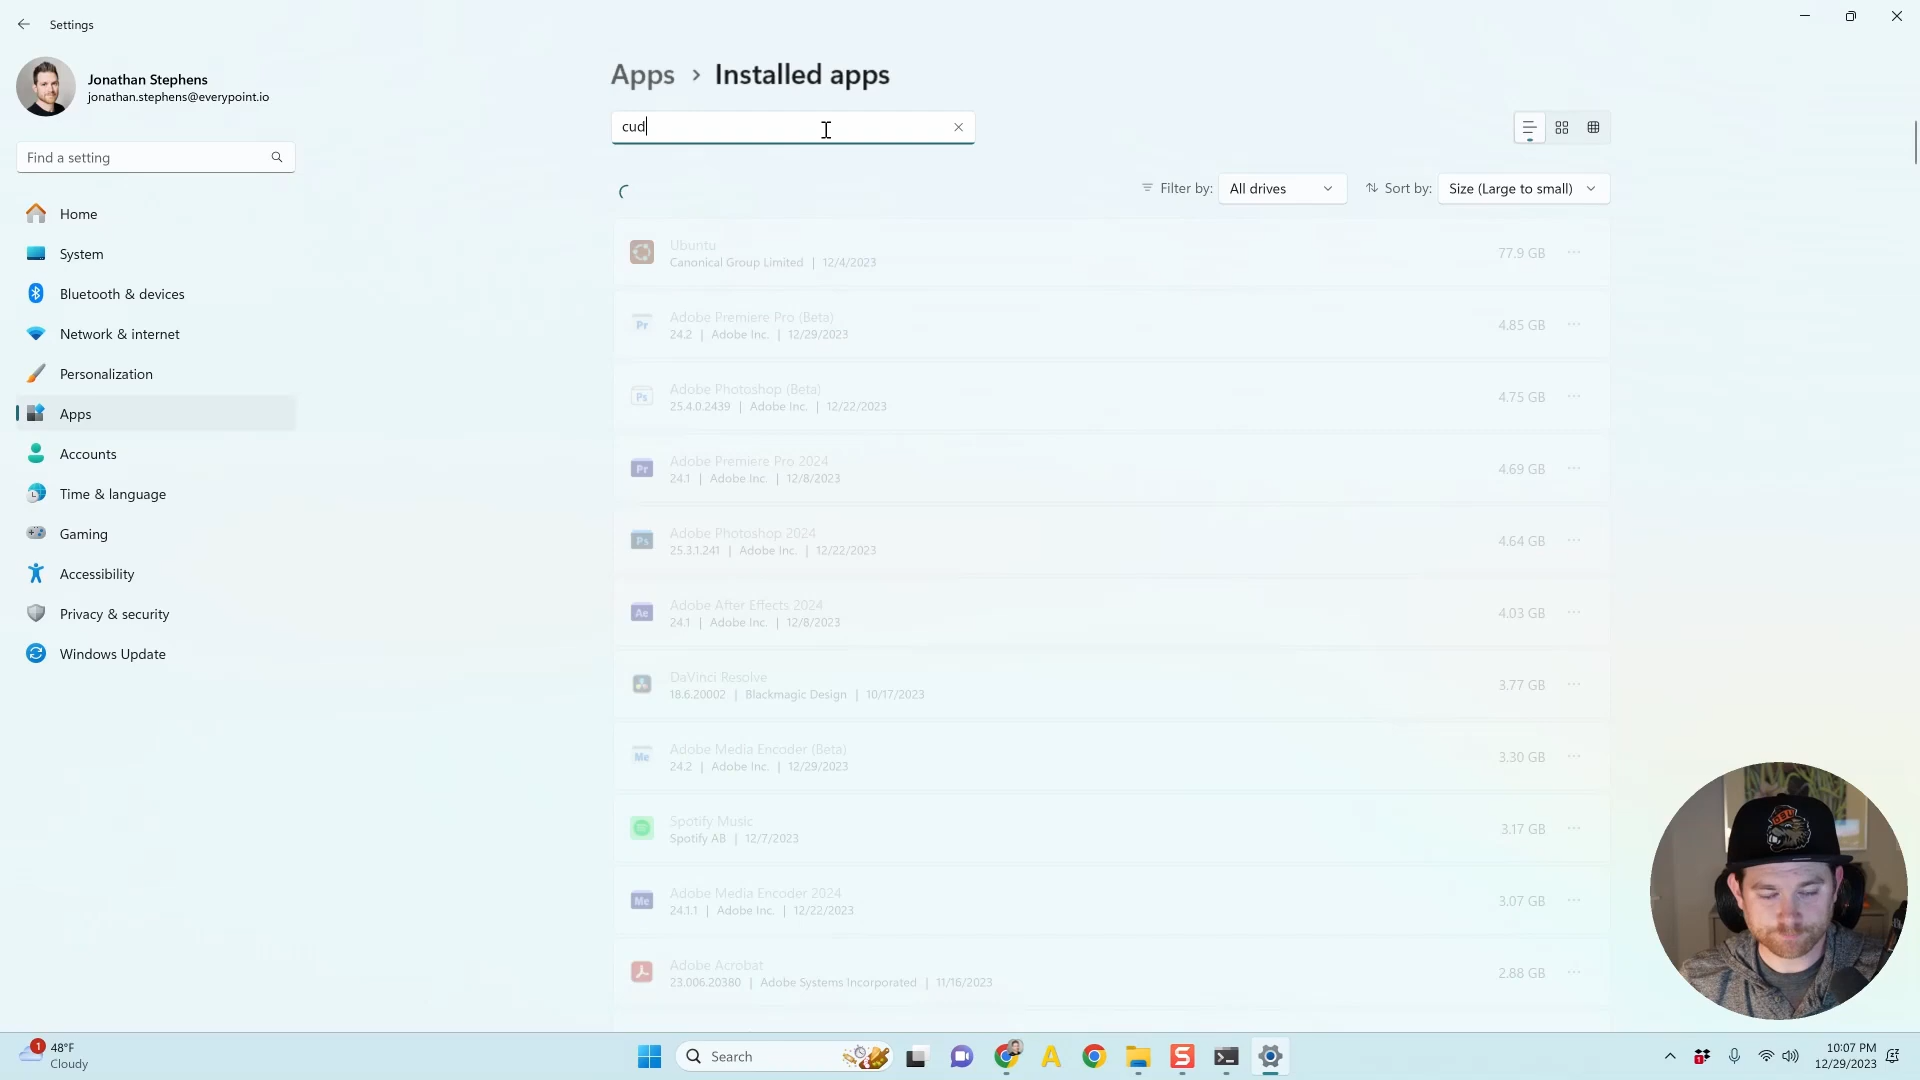 Settings
Jonathan Stephens
jonathan.stephens@everypoint.io
Find a setting
Home
System
Bluetooth & devices
Network & internet
Personalization
Apps
Accounts
Time & language
Gaming
Accessibility
Privacy & security
Windows Update
Apps > Installed apps
cud
Filter by: All drives Sort by: Size (Large to small)
Ubuntu
Canonical Group Limited | 12/4/2023
77.9 GB
Adobe Premiere Pro (Beta)
24.2 | Adobe Inc. | 12/29/2023
4.85 GB
Adobe Photoshop (Beta)
25.4.0.2439 | Adobe Inc. | 12/22/2023
4.75 GB
Adobe Premiere Pro 2024
24.1 | Adobe Inc. | 12/8/2023
4.69 GB
Adobe Photoshop 2024
25.3.1.241 | Adobe Inc. | 12/22/2023
4.64 GB
Adobe After Effects 2024
24.1 | Adobe Inc. | 12/8/2023
4.03 GB
DaVinci Resolve
18.6.20002 | Blackmagic Design | 10/17/2023
3.77 GB
Adobe Media Encoder (Beta)
24.2 | Adobe Inc. | 12/29/2023
3.30 GB
Spotify Music
Spotify AB | 12/7/2023
3.17 GB
Adobe Media Encoder 2024
24.1.1 | Adobe Inc. | 12/22/2023
3.07 GB
Adobe Acrobat
23.006.20380 | Adobe Systems Incorporated | 11/16/2023
2.88 GB
OSU
1
48°F
Cloudy
Search
10:07 PM
12/29/2023